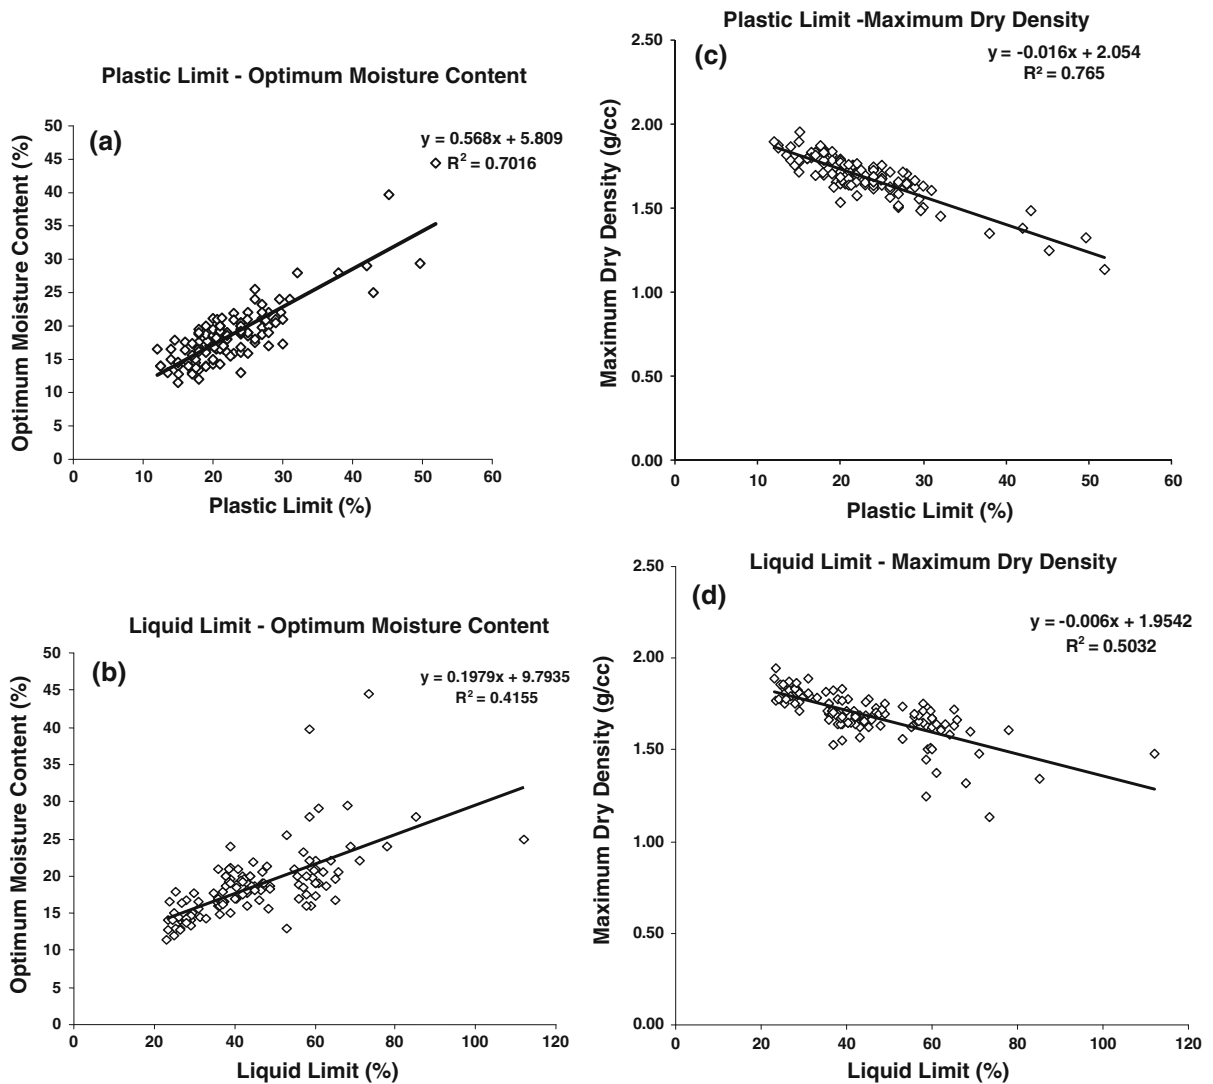 Plastic Limit - Optimum Moisture Content
(a)
y = 0.568x + 5.809
R² = 0.7016
Optimum Moisture Content (%)
50
45
40
35
30
25
20
15
10
5
0
0 10 20 30 40 50 60
Plastic Limit (%)
Plastic Limit -Maximum Dry Density
(c)
y = -0.016x + 2.054
R² = 0.765
Maximum Dry Density (g/cc)
2.50
2.00
1.50
1.00
0.50
0.00
0 10 20 30 40 50 60
Plastic Limit (%)
Liquid Limit - Optimum Moisture Content
(b)
y = 0.1979x + 9.7935
R² = 0.4155
Optimum Moisture Content (%)
50
45
40
35
30
25
20
15
10
5
0
0 20 40 60 80 100 120
Liquid Limit (%)
Liquid Limit - Maximum Dry Density
(d)
y = -0.006x + 1.9542
R² = 0.5032
Maximum Dry Density (g/cc)
2.50
2.00
1.50
1.00
0.50
0.00
0 20 40 60 80 100 120
Liquid Limit (%)